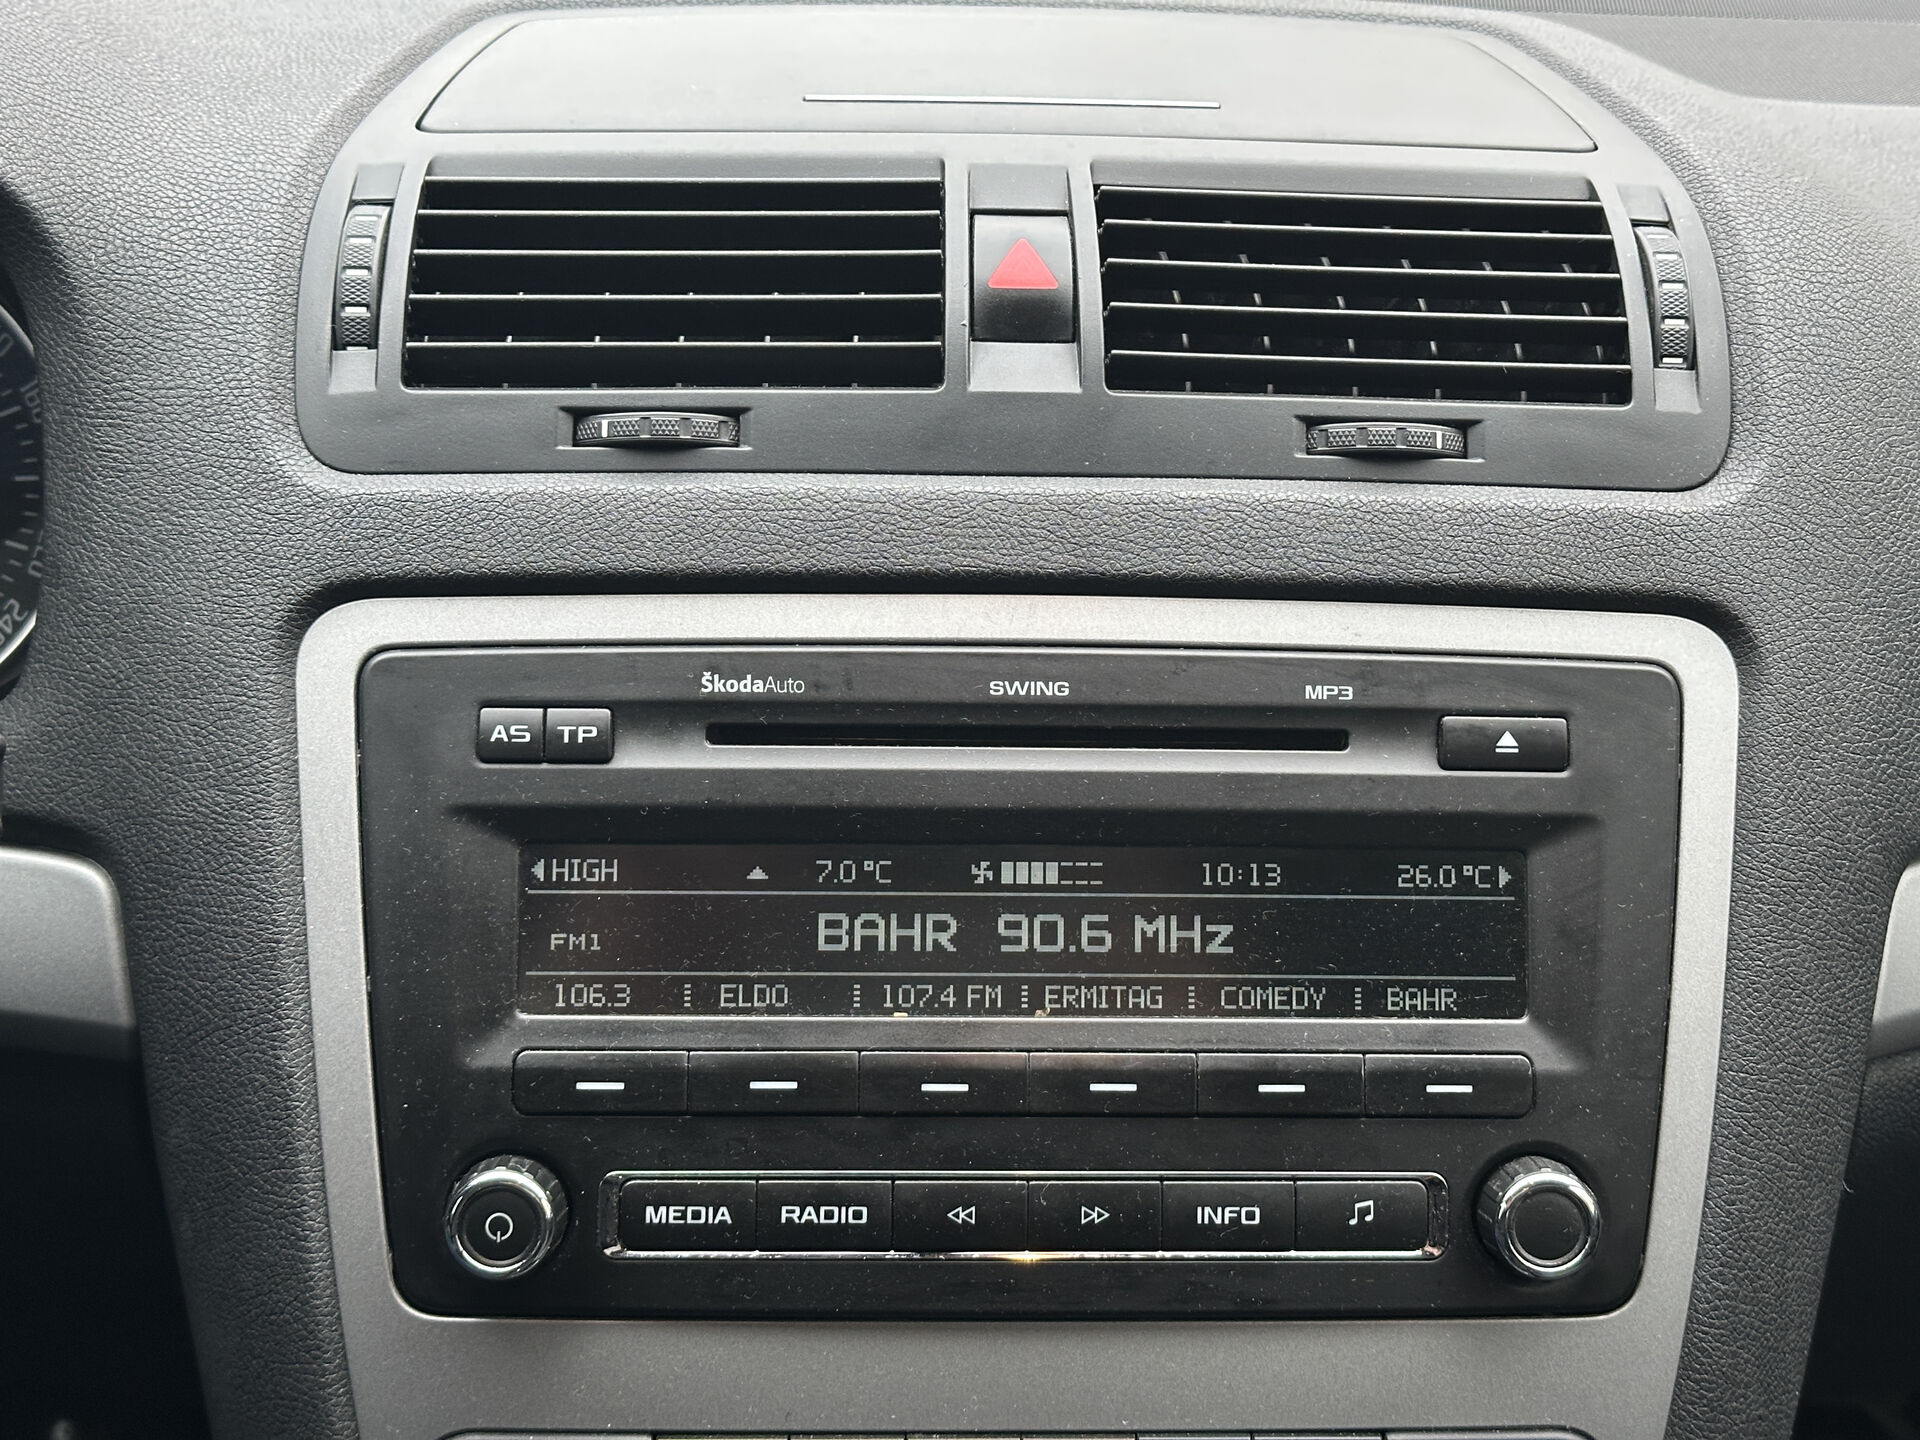 ŠkodaAuto SWING MP3
AS TP
HIGH 7.0 °C 10:13 26.0 °C
FM1 BAHR 90.6 MHz
106.3 ELDO 107.4 FM ERMITAG COMEDY BAHR
MEDIA RADIO INFO
240